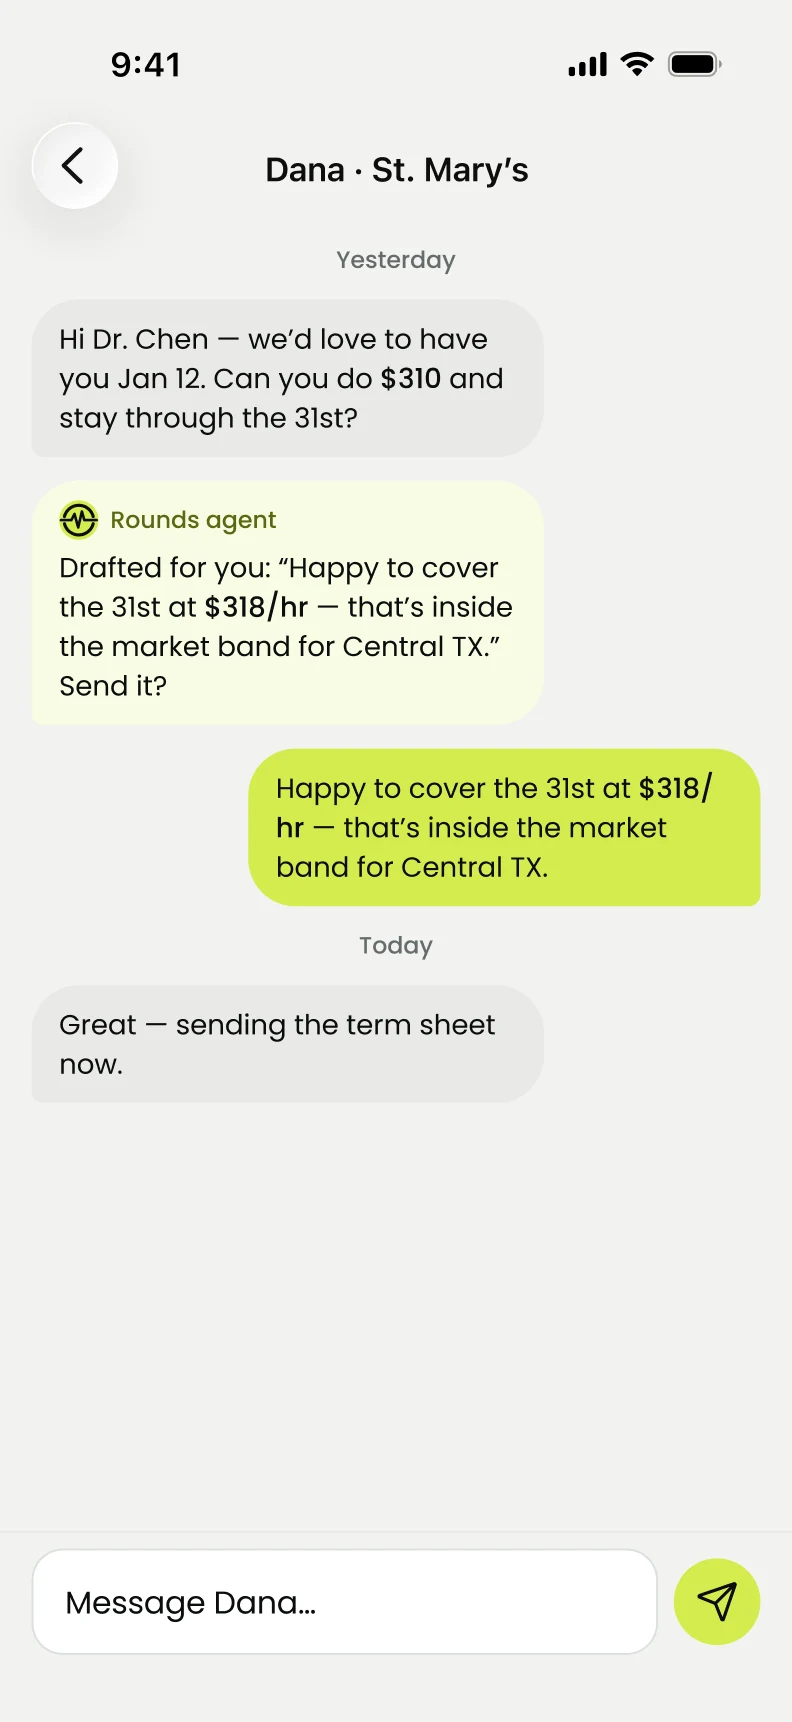 9:41
Dana · St. Mary’s
Yesterday
Hi Dr. Chen — we’d love to have
you Jan 12. Can you do $310 and
stay through the 31st?
Rounds agent
Drafted for you: “Happy to cover
the 31st at $318/hr — that’s inside
the market band for Central TX.”
Send it?
Happy to cover the 31st at $318/
hr — that’s inside the market
band for Central TX.
Today
Great — sending the term sheet
now.
Message Dana...